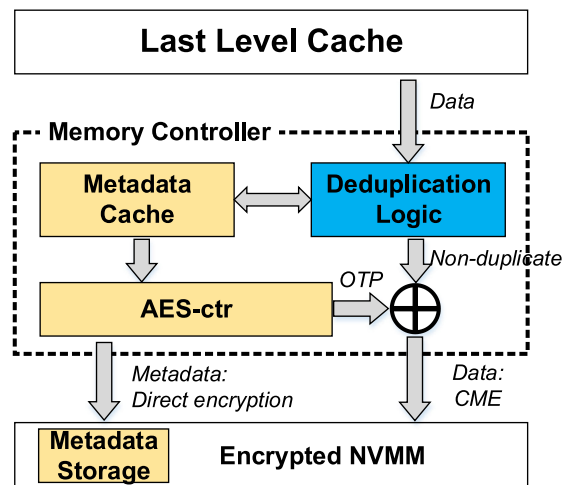 Last Level Cache
Data
Memory Controller
Metadata
Cache
Deduplication
Logic
Non-duplicate
OTP
AES-ctr
Metadata:
Direct encryption
Data:
CME
Metadata
Storage
Encrypted NVMM